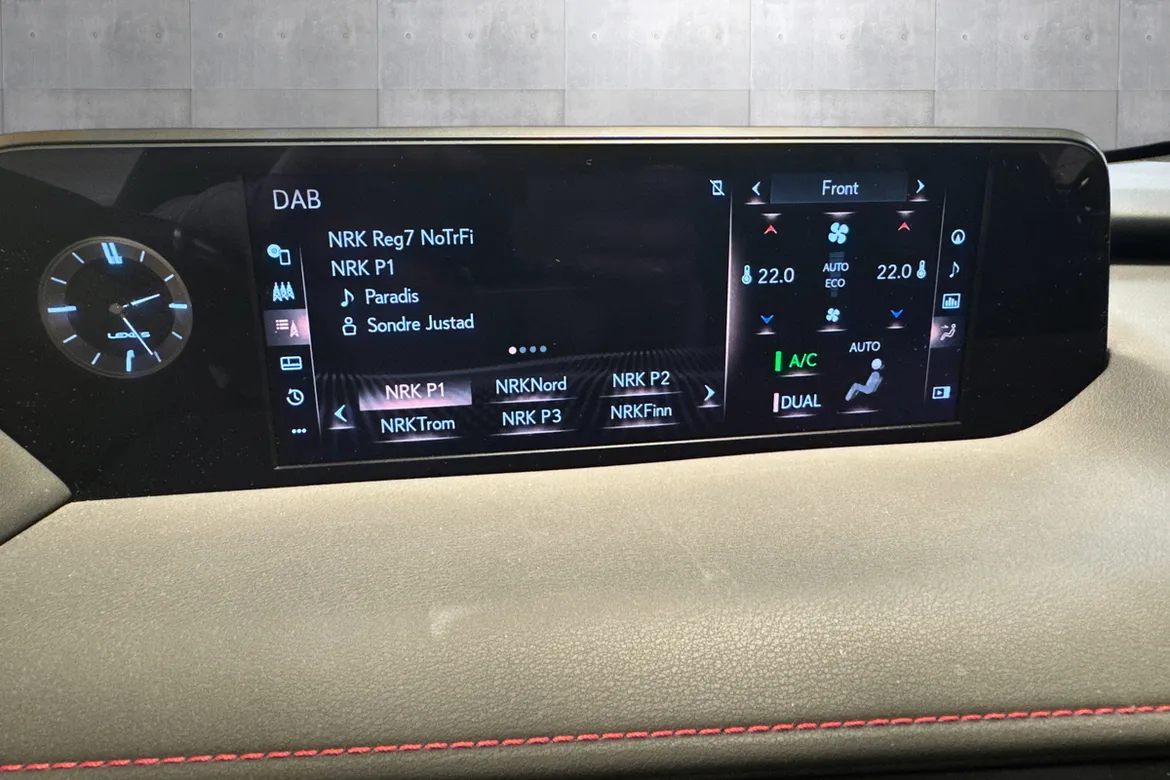 LEXUS
DAB
NRK Reg7 NoTrFi
NRK P1
Paradis
Sondre Justad
NRK P1
NRKNord
NRK P2
NRKTrom
NRK P3
NRKFinn
Front
22.0
AUTO
ECO
22.0
A/C
AUTO
DUAL